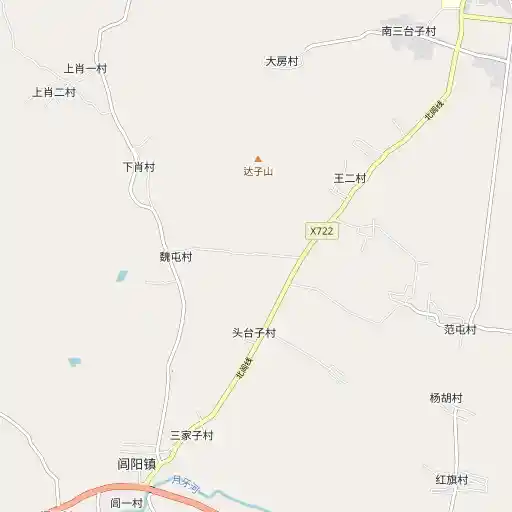 南三台子村
大房村
上肖一村
上肖二村
北阎线
下肖村
达子山
王二村
X722
魏屯村
范屯村
头台子村
北阎线
杨胡村
三家子村
闾阳镇
红旗村
月牙河
闾一村